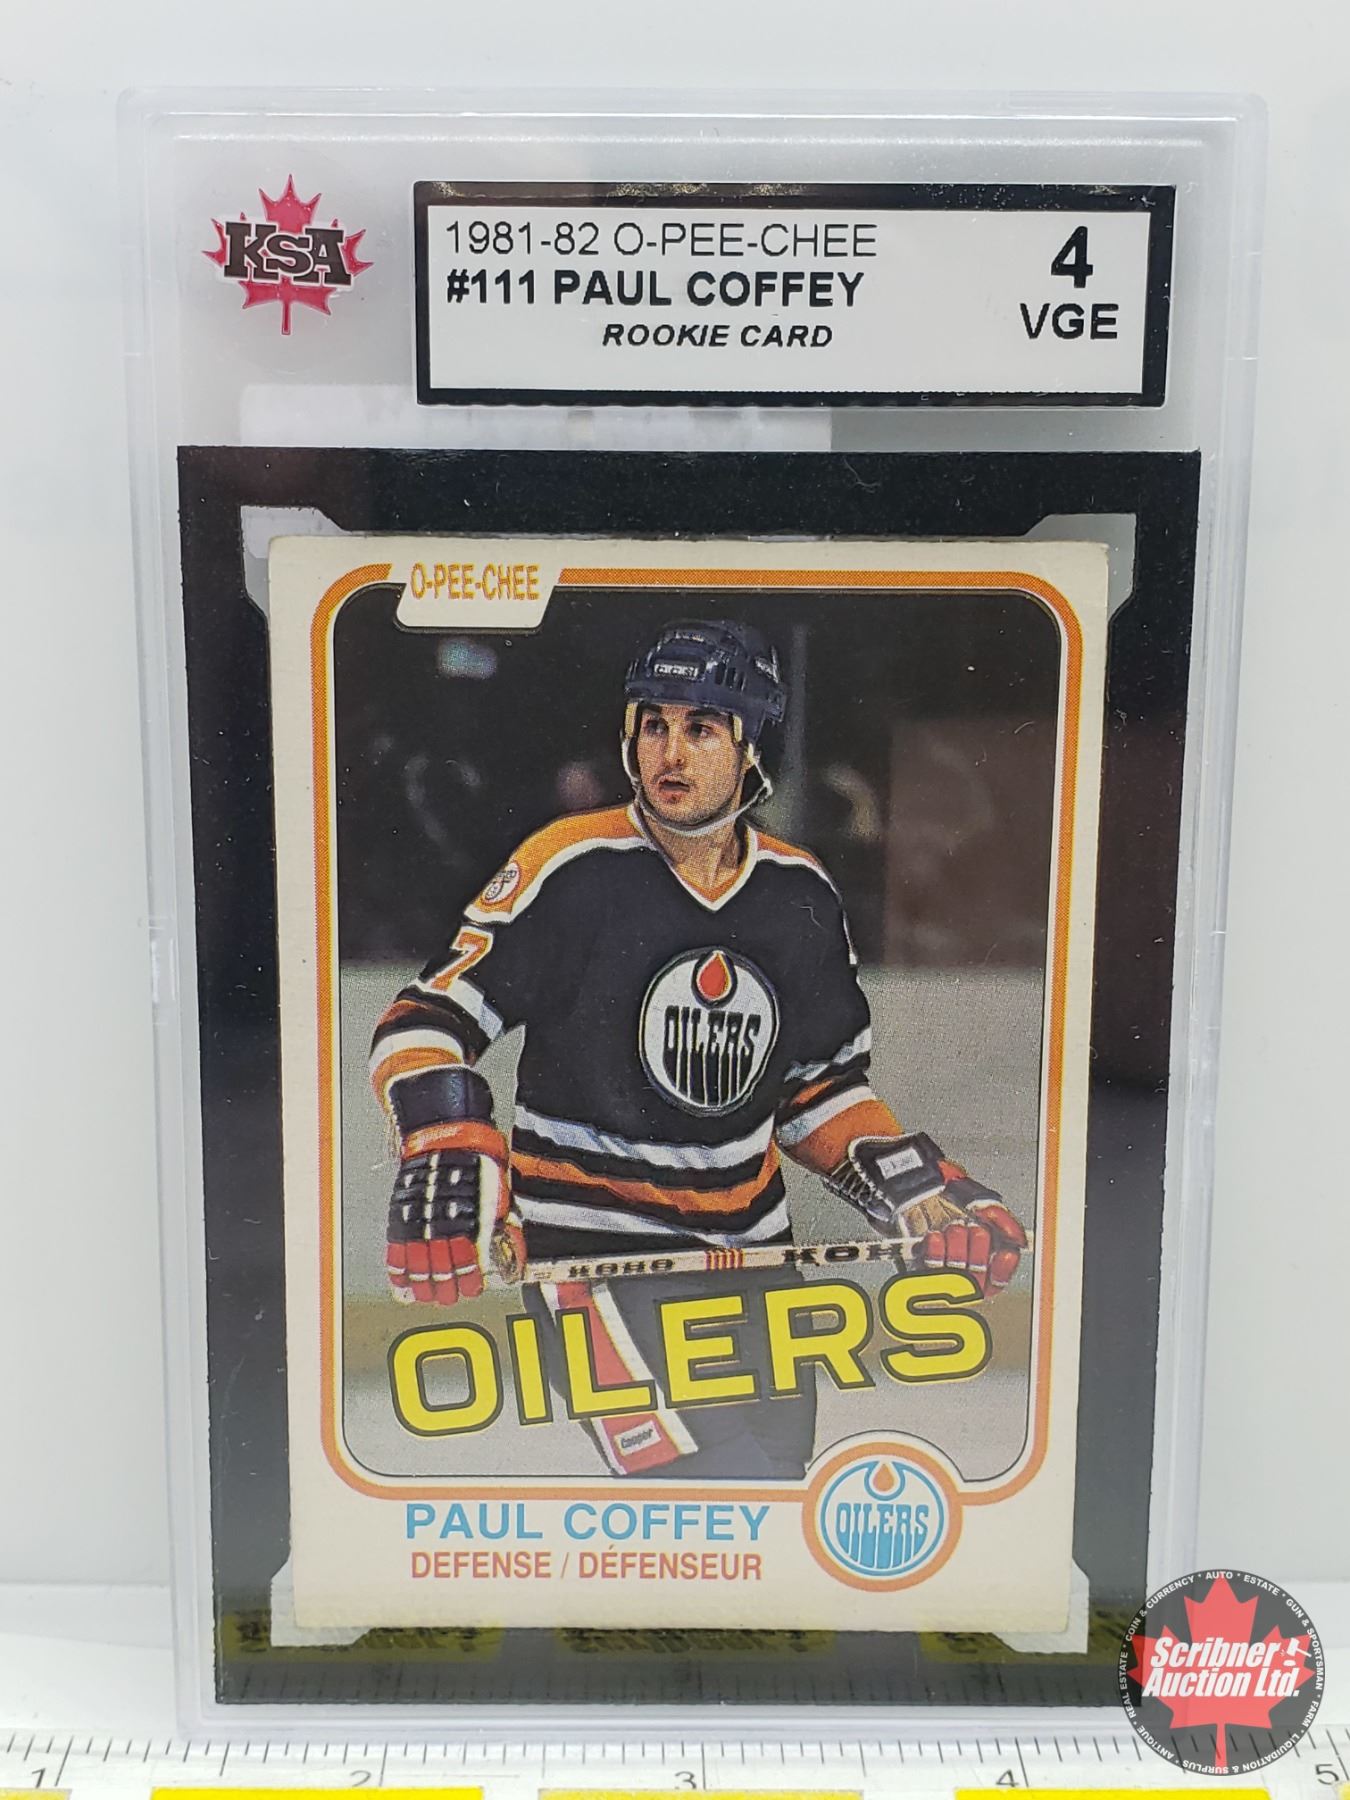 KSA
1981-82 O-PEE-CHEE
#111 PAUL COFFEY
ROOKIE CARD
4
VGE
O-PEE-CHEE
7
OILERS
KOHO KOHO
OILERS
Cooper
PAUL COFFEY
DEFENSE / DÉFENSEUR
OILERS
COIN & CURRENCY • AUTO • ESTATE • GUN & SPORTSMAN • FARM • LIQUIDATION & SURPLUS • ANTIQUE • REAL ESTATE
Scribner
Auction Ltd.
1 2 3 4 5